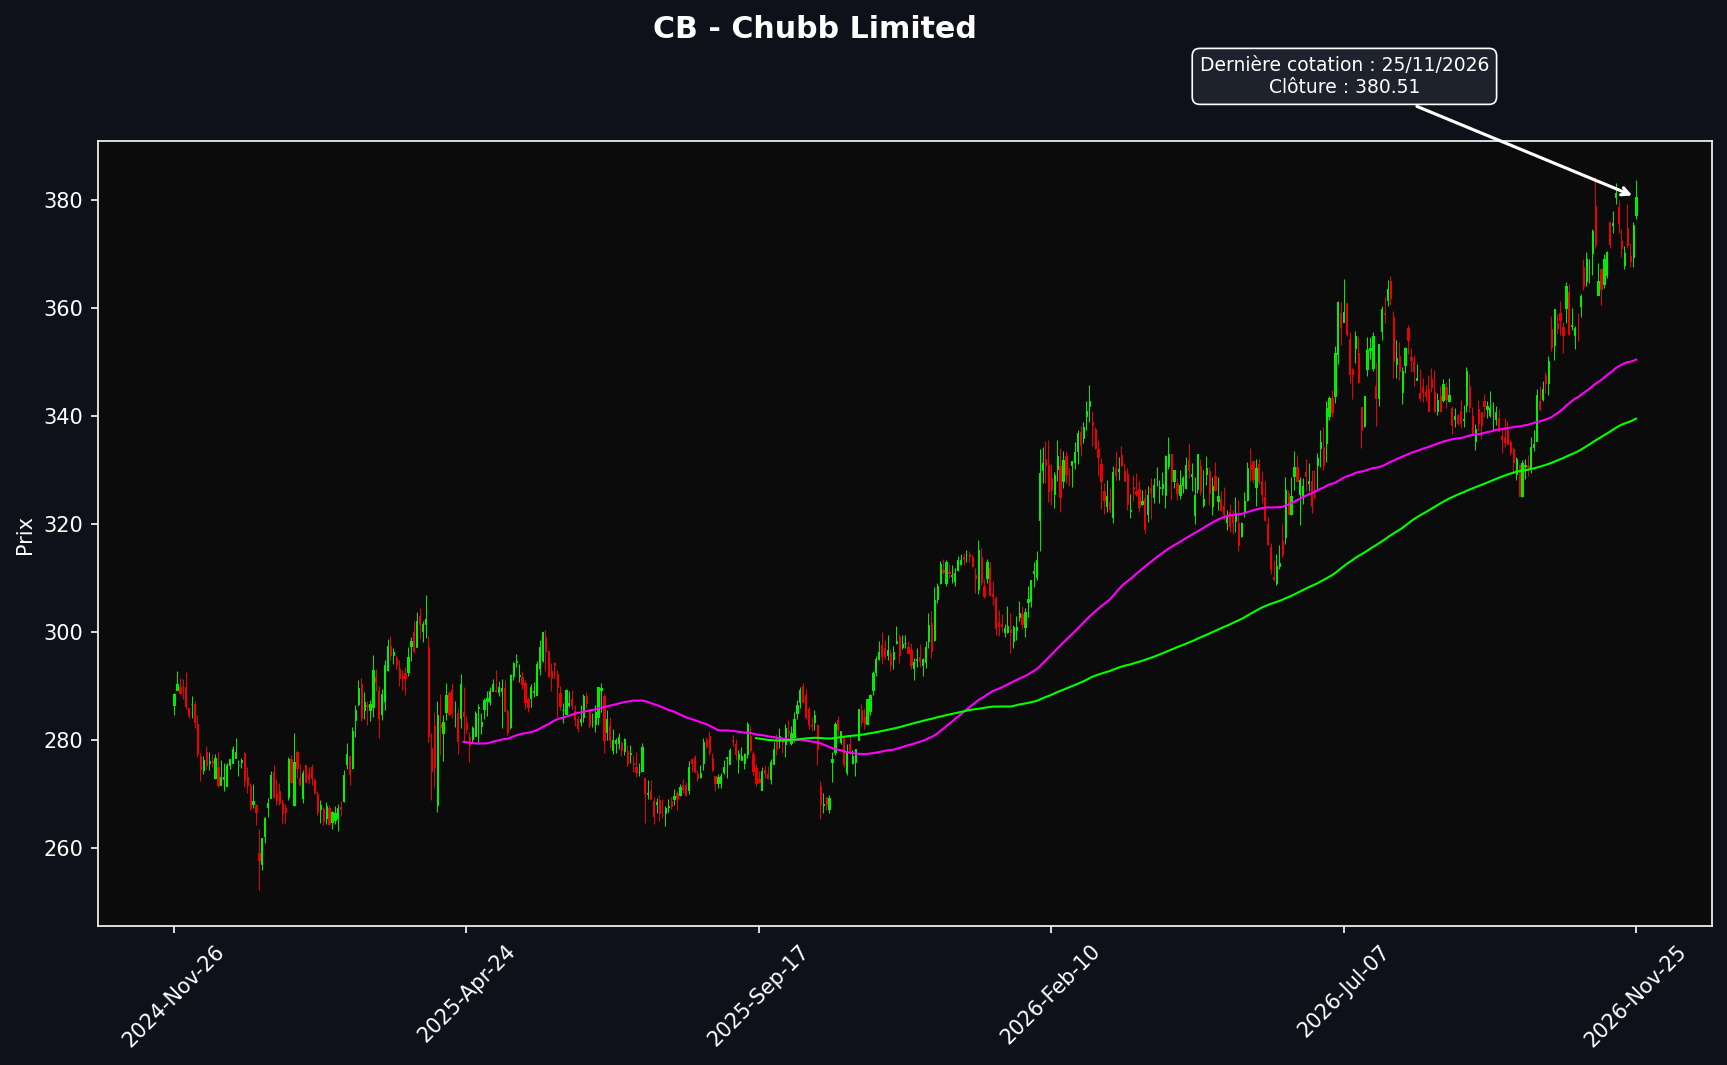 CB - Chubb Limited
Dernière cotation : 25/11/2026
Clôture : 380.51
Prix
380
360
340
320
300
280
260
2024-Nov-26
2025-Apr-24
2025-Sep-17
2026-Feb-10
2026-Jul-07
2026-Nov-25